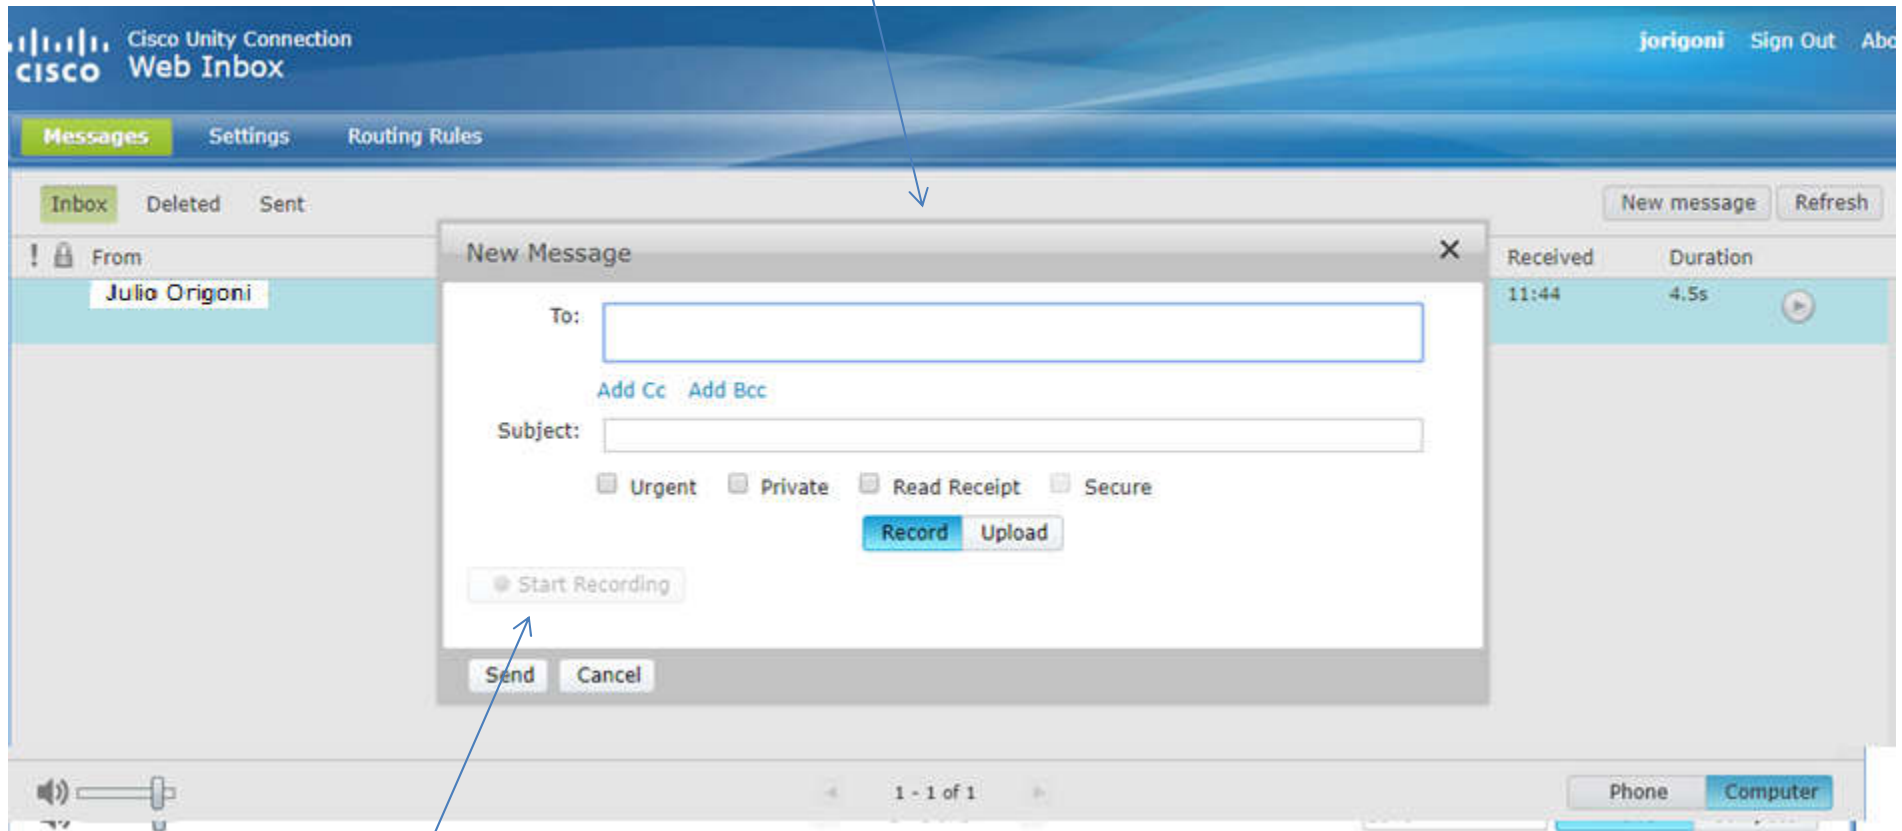 Cisco Unity Connection
CISCO Web Inbox
jorigoni Sign Out Abo
Messages Settings Routing Rules
Inbox Deleted Sent
New message Refresh
! From
Received Duration
Julio Origoni
11:44 4.5s
New Message
To:
Add Cc Add Bcc
Subject:
Urgent Private Read Receipt Secure
Record Upload
Start Recording
Send Cancel
1 - 1 of 1
Phone Computer